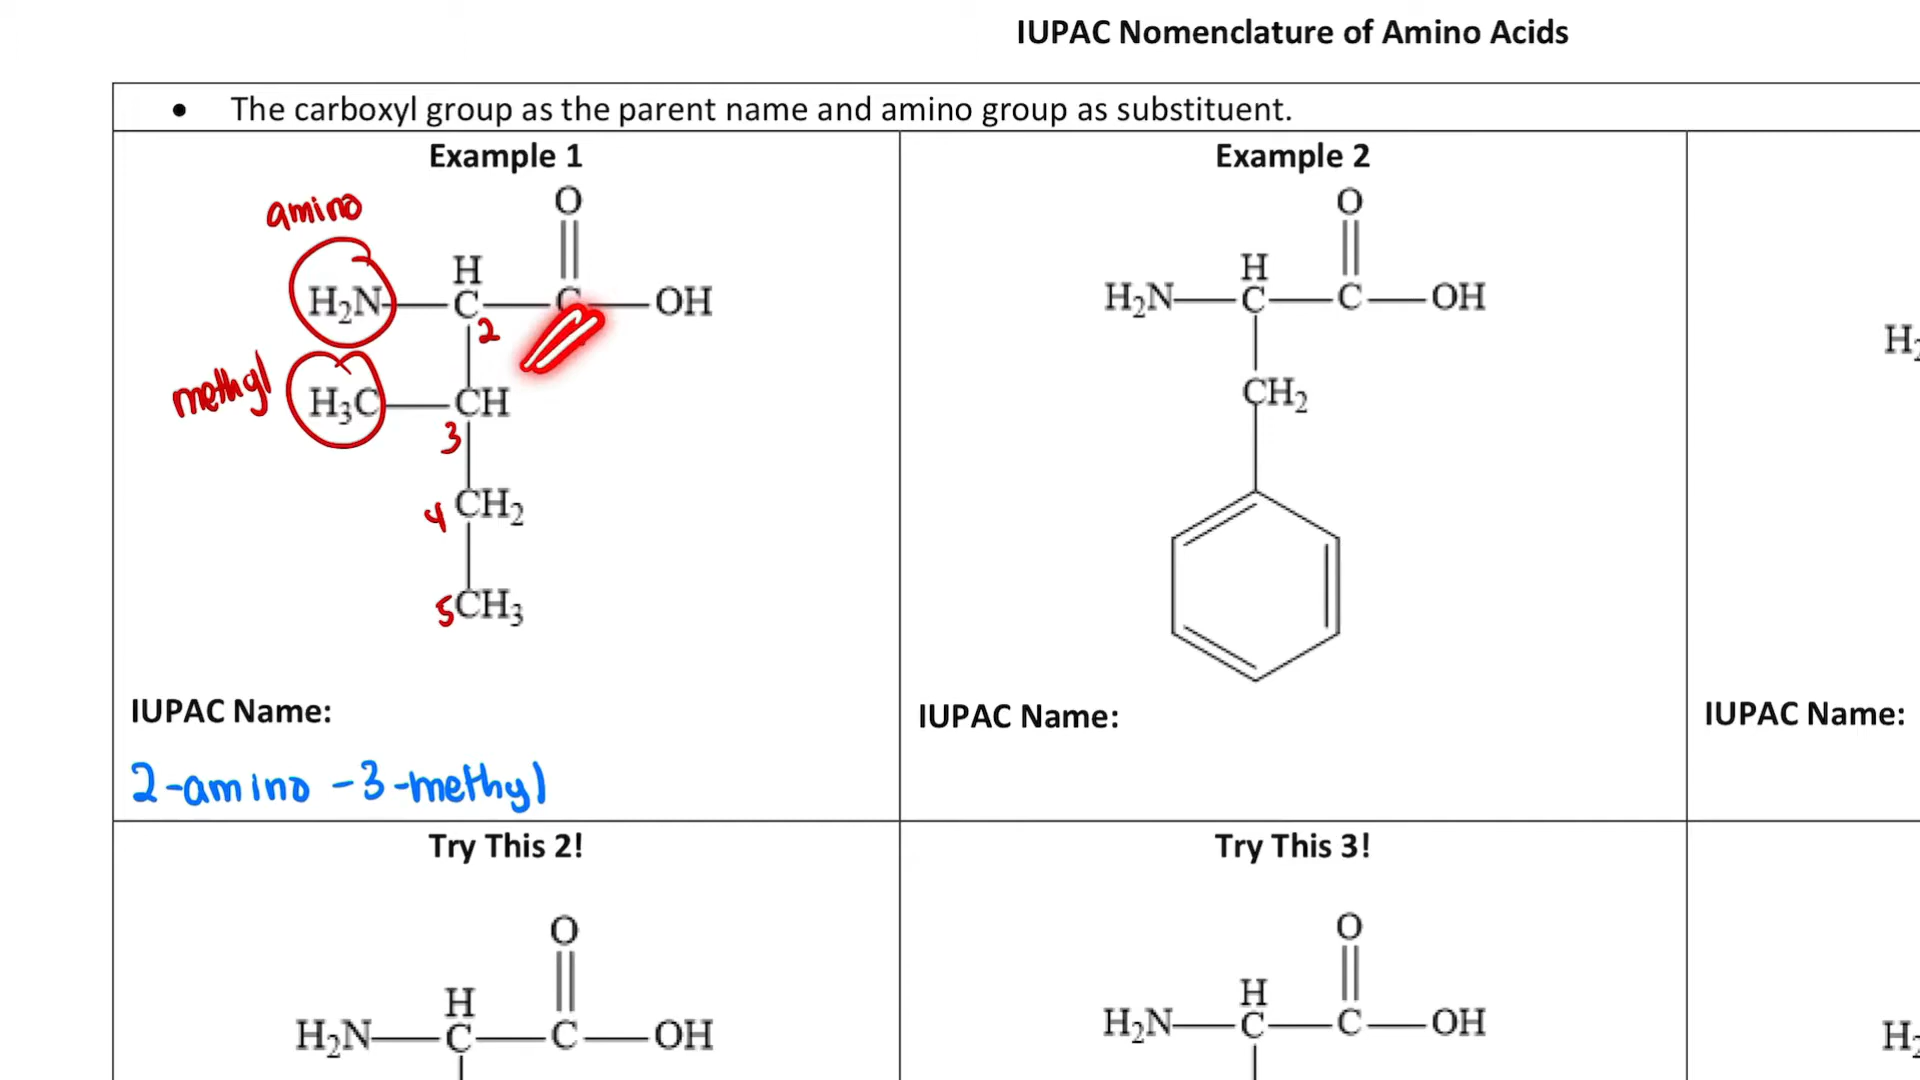 IUPAC Nomenclature of Amino Acids
• The carboxyl group as the parent name and amino group as substituent.
Example 1
amino
O
H
H₂N C C OH
2
methyl
H₃C CH
3
4 CH₂
5 CH₃
IUPAC Name:
2-amino -3-methyl
Example 2
O
H
H₂N C C OH
CH₂
IUPAC Name:
H₂
IUPAC Name:
Try This 2!
O
H
H₂N C C OH
Try This 3!
O
H
H₂N C C OH
H₂